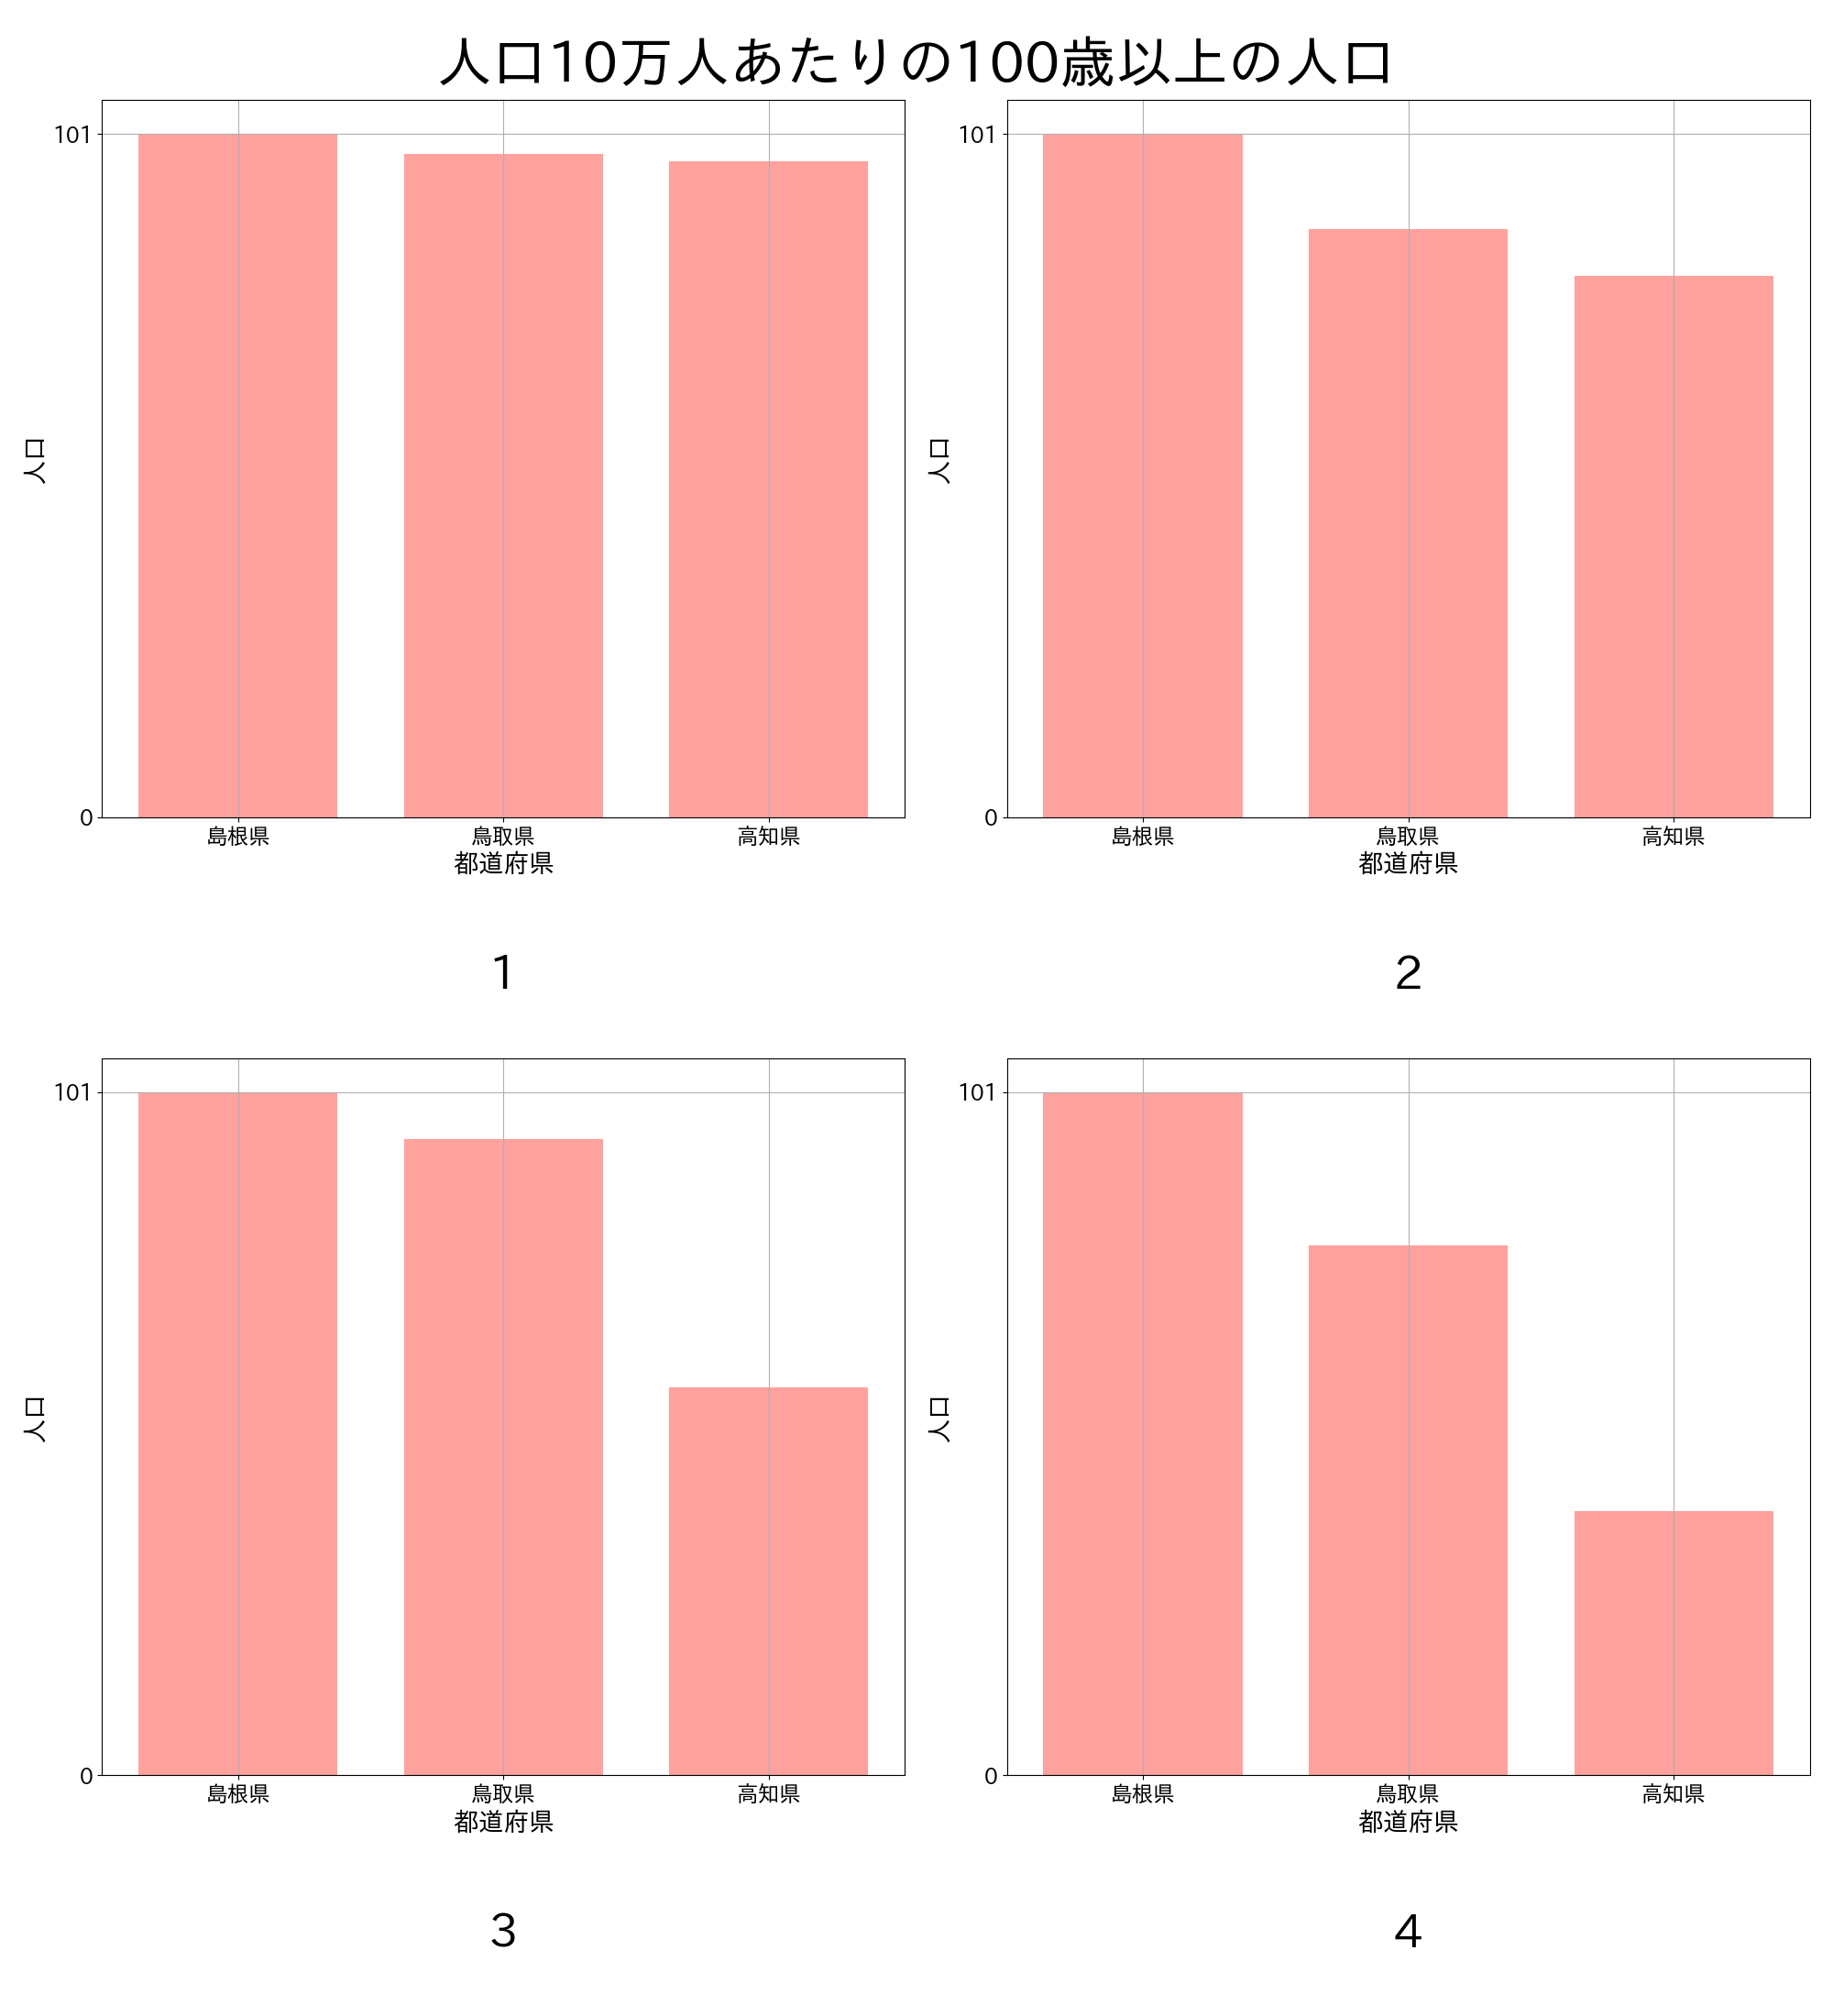 人口10万人あたりの100歳以上の人口
101
人口
0
島根県 鳥取県 高知県
都道府県
1
101
人口
0
島根県 鳥取県 高知県
都道府県
2
101
人口
0
島根県 鳥取県 高知県
都道府県
3
101
人口
0
島根県 鳥取県 高知県
都道府県
4